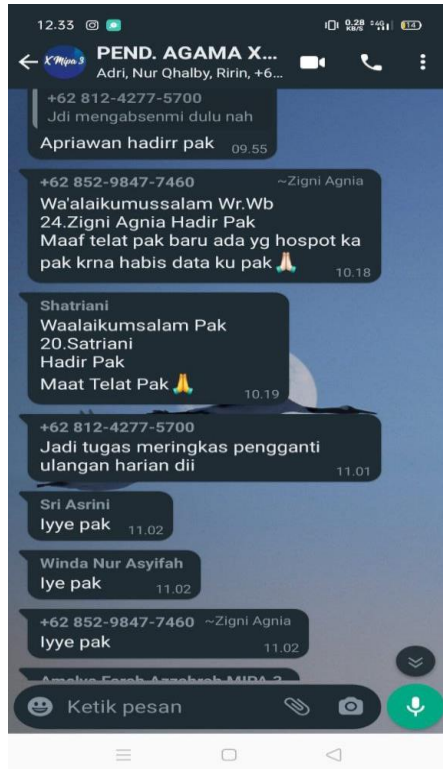 12.33
0.28 KB/S
14
X Mipa 3
PEND. AGAMA X...
Adri, Nur Qhalby, Ririn, +6...
+62 812-4277-5700
Jdi mengabsenmi dulu nah
Apriawan hadirr pak 09.55
+62 852-9847-7460 ~Zigni Agnia
Wa'alaikumussalam Wr.Wb
24.Zigni Agnia Hadir Pak
Maaf telat pak baru ada yg hospot ka
pak krna habis data ku pak 🙏🏻
10.18
Shatriani
Waalaikumsalam Pak
20.Satriani
Hadir Pak
Maat Telat Pak 🙏
10.19
+62 812-4277-5700
Jadi tugas meringkas pengganti
ulangan harian dii
11.01
Sri Asrini
Iyye pak 11.02
Winda Nur Asyifah
Iye pak 11.02
+62 852-9847-7460 ~Zigni Agnia
Iyye pak 11.02
Amalya Farah Azzahrah MIPA 3
Ketik pesan